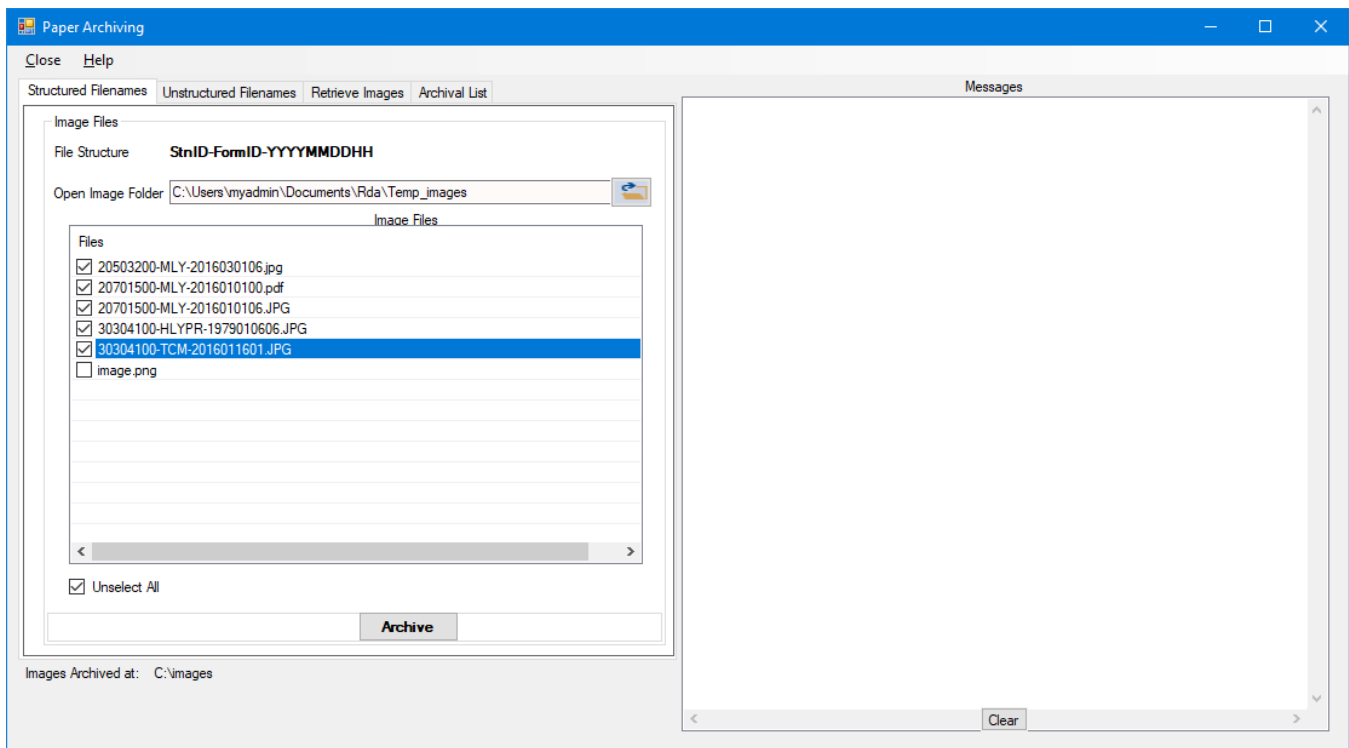 Paper Archiving
Close Help
Structured Filenames Unstructured Filenames Retrieve Images Archival List
Messages
Image Files
File Structure StnID-FormID-YYYYMMDDHH
Open Image Folder C:\Users\myadmin\Documents\Rda\Temp_images
Image Files
Files
20503200-MLY-2016030106.jpg
20701500-MLY-2016010100.pdf
20701500-MLY-2016010106.JPG
30304100-HLYPR-1979010606.JPG
30304100-TCM-2016011601.JPG
image.png
Unselect All
Archive
Images Archived at: C:\images
Clear